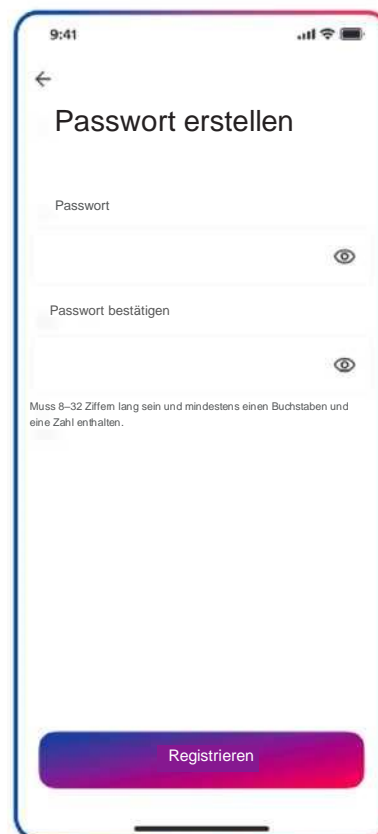 9:41
Passwort erstellen
Passwort
Passwort bestätigen
Muss 8–32 Ziffern lang sein und mindestens einen Buchstaben und
eine Zahl enthalten.
Registrieren